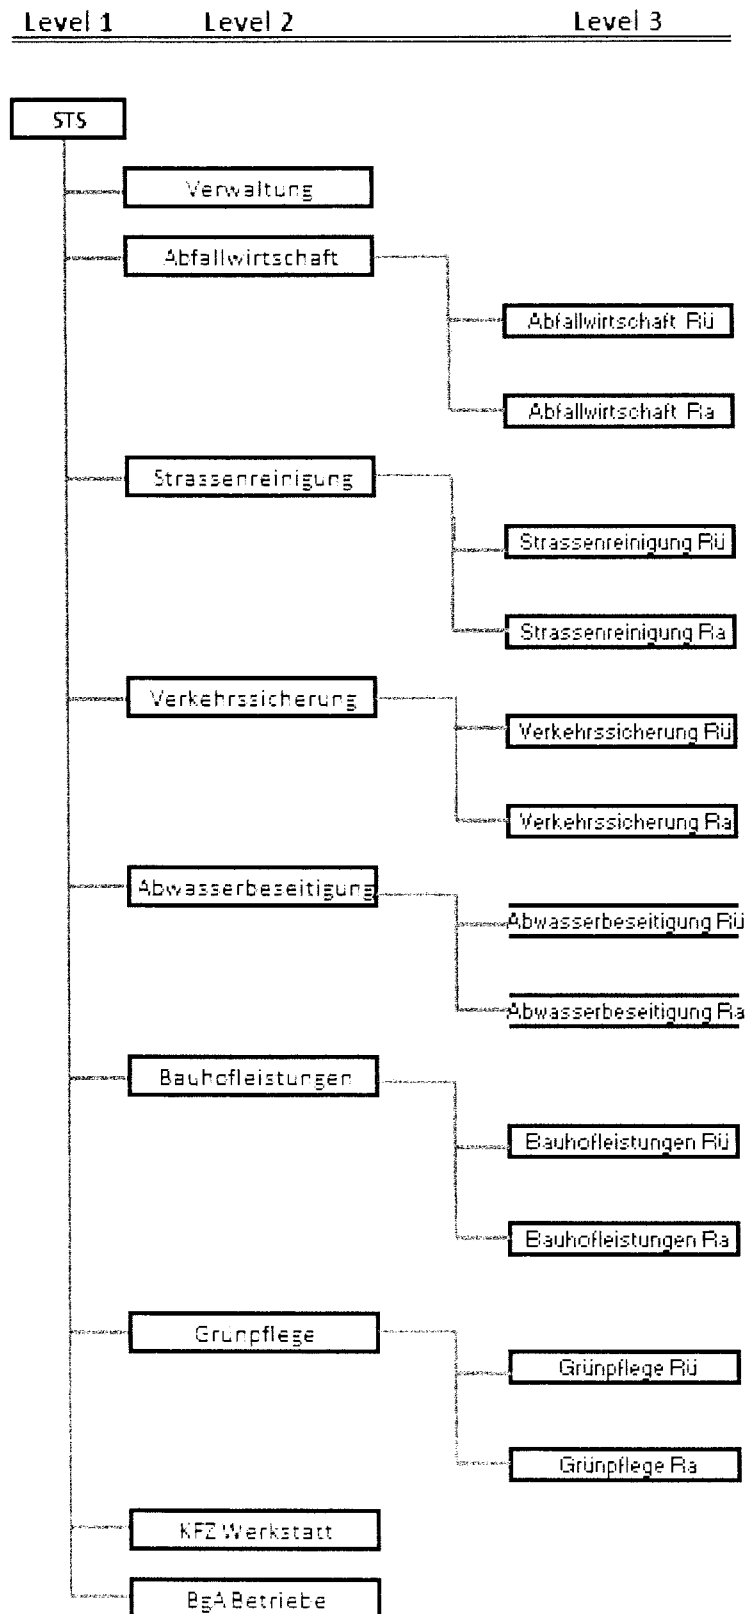 Level 1 Level 2 Level 3
STS
Verwaltung
Abfallwirtschaft
Abfallwirtschaft Rü
Abfallwirtschaft Ra
Strassenreinigung
Strassenreinigung Rü
Strassenreinigung Ra
Verkehrssicherung
Verkehrssicherung Rü
Verkehrssicherung Ra
Abwasserbeseitigung
Abwasserbeseitigung Rü
Abwasserbeseitigung Ra
Bauhofleistungen
Bauhofleistungen Rü
Bauhofleistungen Ra
Grünpflege
Grünpflege Rü
Grünpflege Ra
KFZ Werkstatt
BgA Betriebe